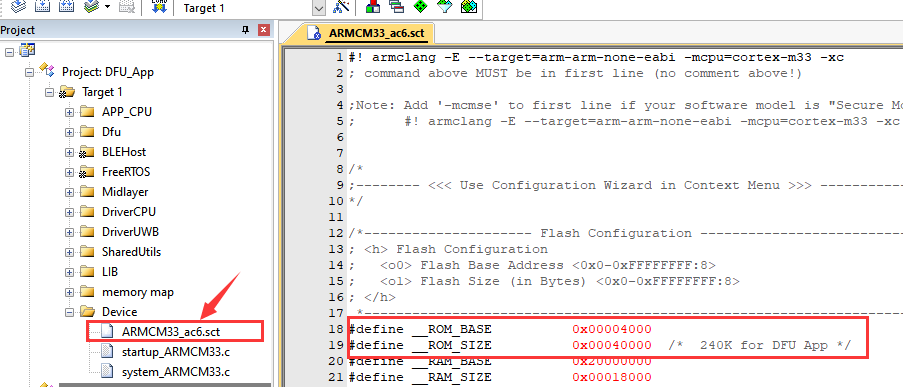 Target 1
Project
Project: DFU_App
Target 1
APP_CPU
Dfu
BLEHost
FreeRTOS
Midlayer
DriverCPU
DriverUWB
SharedUtils
LIB
memory map
Device
ARMCM33_ac6.sct
startup_ARMCM33.c
system_ARMCM33.c
ARMCM33_ac6.sct
1 #! armclang -E --target=arm-arm-none-eabi -mcpu=cortex-m33 -xc
2 ; command above MUST be in first line (no comment above!)
3
4 ;Note: Add '-mcmse' to first line if your software model is "Secure Mo
5 ; #! armclang -E --target=arm-arm-none-eabi -mcpu=cortex-m33 -xc
6
7
8 /*
9 ;-------- <<< Use Configuration Wizard in Context Menu >>> ------------
10 */
11
12 /*--------------------- Flash Configuration ---------------------
13 ; <h> Flash Configuration
14 ; <o0> Flash Base Address <0x0-0xFFFFFFFF:8>
15 ; <o1> Flash Size (in Bytes) <0x0-0xFFFFFFFF:8>
16 ; </h>
17 *----------------------------------------------------------------------
18 #define __ROM_BASE 0x00004000
19 #define __ROM_SIZE 0x00040000 /* 240K for DFU App */
20 #define __RAM_BASE 0x20000000
21 #define __RAM_SIZE 0x00018000